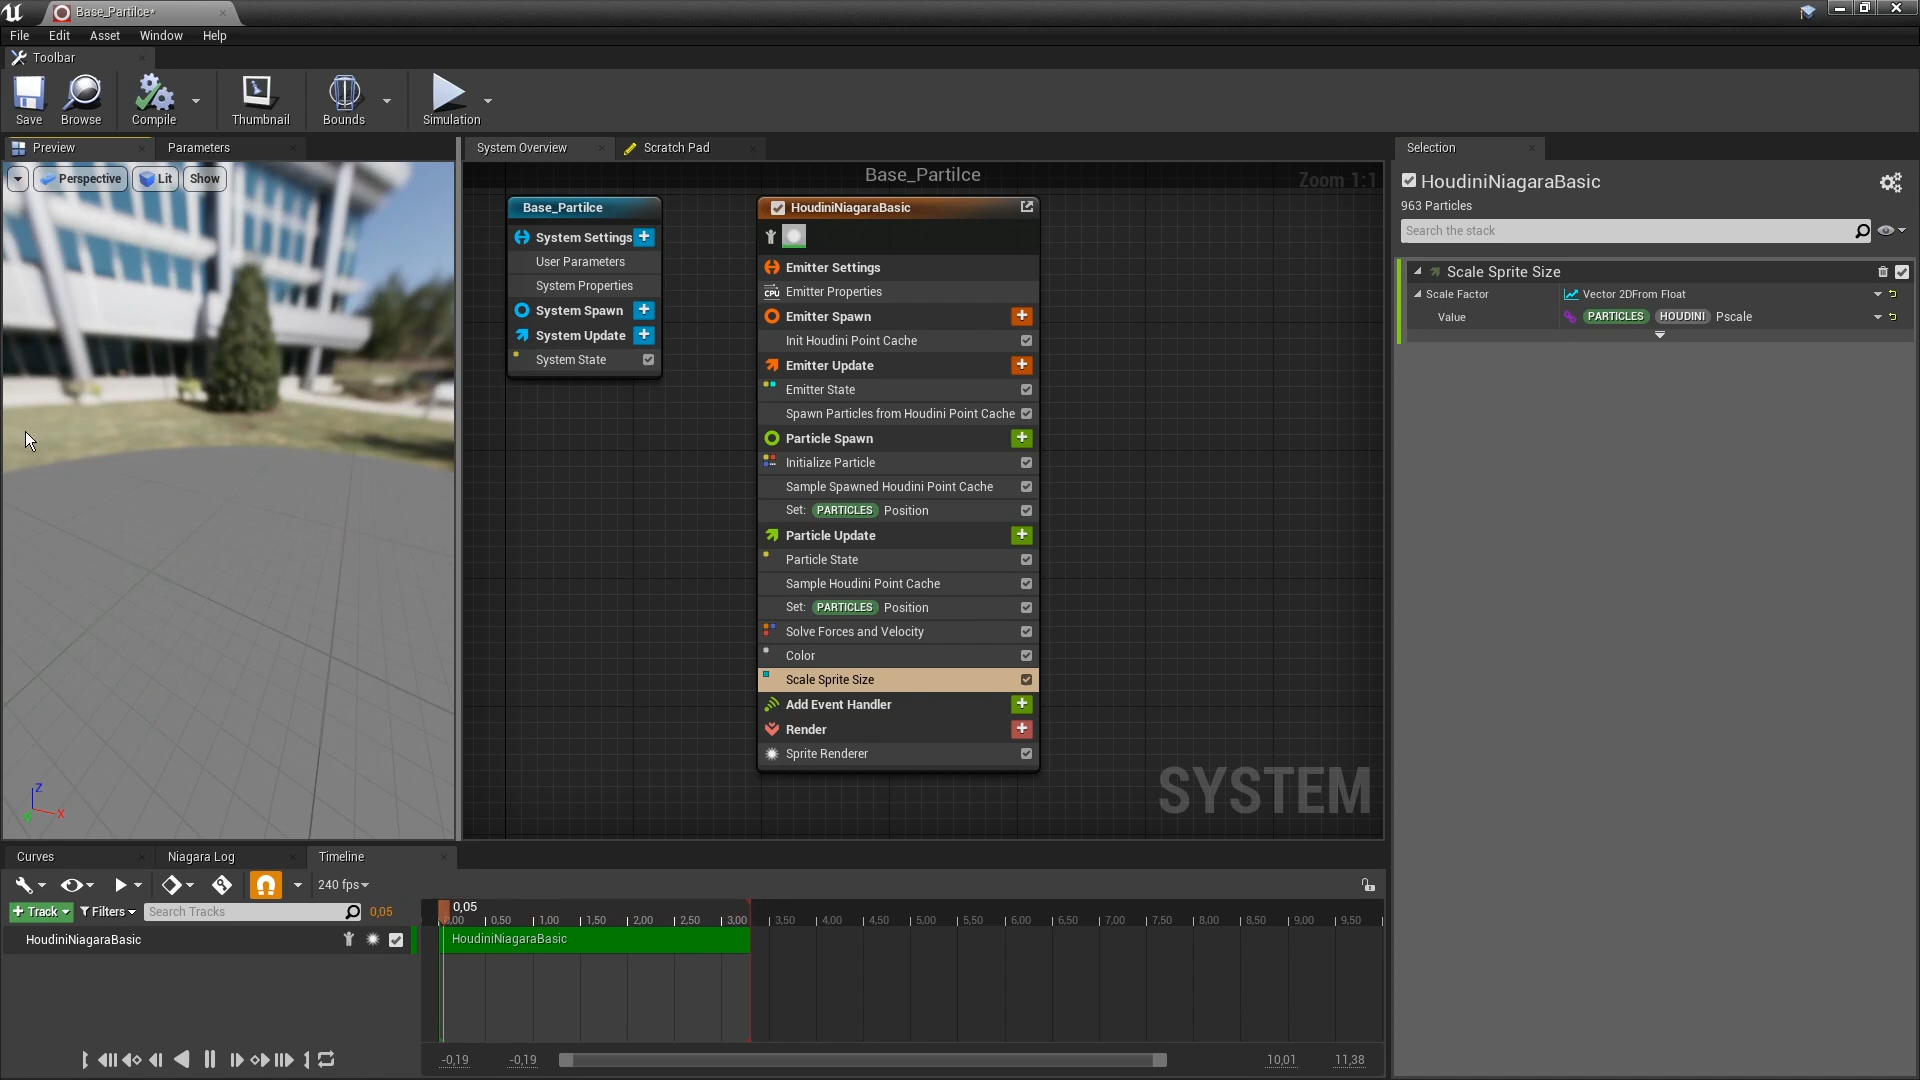 Base_PartiIce*
File Edit Asset Window Help
Toolbar
Save Browse Compile Thumbnail Bounds Simulation
Preview Parameters
Perspective Lit Show
Z
X
System Overview Scratch Pad
Base_PartiIce
Zoom 1:1
Base_PartiIce
System Settings
User Parameters
System Properties
System Spawn
System Update
System State
HoudiniNiagaraBasic
Emitter Settings
CPU Emitter Properties
Emitter Spawn
Init Houdini Point Cache
Emitter Update
Emitter State
Spawn Particles from Houdini Point Cache
Particle Spawn
Initialize Particle
Sample Spawned Houdini Point Cache
Set: PARTICLES Position
Particle Update
Particle State
Sample Houdini Point Cache
Set: PARTICLES Position
Solve Forces and Velocity
Color
Scale Sprite Size
Add Event Handler
Render
Sprite Renderer
SYSTEM
Selection
HoudiniNiagaraBasic
963 Particles
Search the stack
Scale Sprite Size
Scale Factor Vector 2DFrom Float
Value PARTICLES HOUDINI Pscale
Curves Niagara Log Timeline
240 fps
+ Track Filters Search Tracks 0,05
HoudiniNiagaraBasic
0,05
0,00 0,50 1,00 1,50 2,00 2,50 3,00 3,50 4,00 4,50 5,00 5,50 6,00 6,50 7,00 7,50 8,00 8,50 9,00 9,50
HoudiniNiagaraBasic
-0,19 -0,19 10,01 11,38